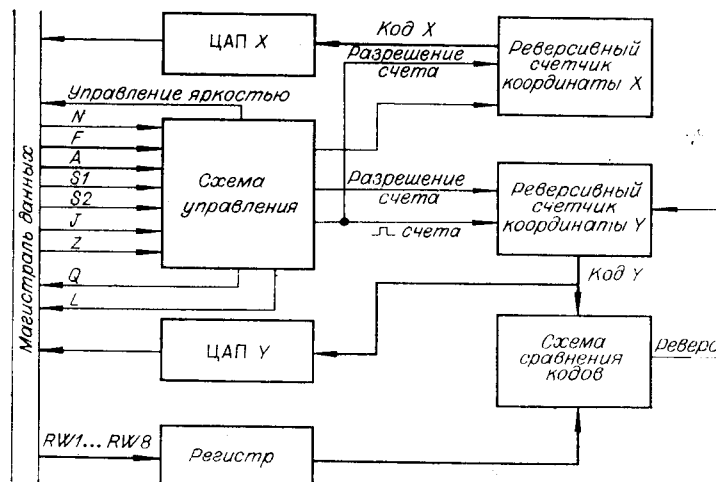 ЦАП X
Код X
Реверсивный
счетчик
координаты X
Разрешение
счета
Управление яркостью
N
F
A
S1
S2
J
Z
Q
L
Магистраль данных
Схема
управления
Разрешение
счета
счета
Реверсивный
счетчик
координаты Y
Код Y
ЦАП Y
Схема
сравнения
кодов
Реверс
RW1... RW8
Регистр